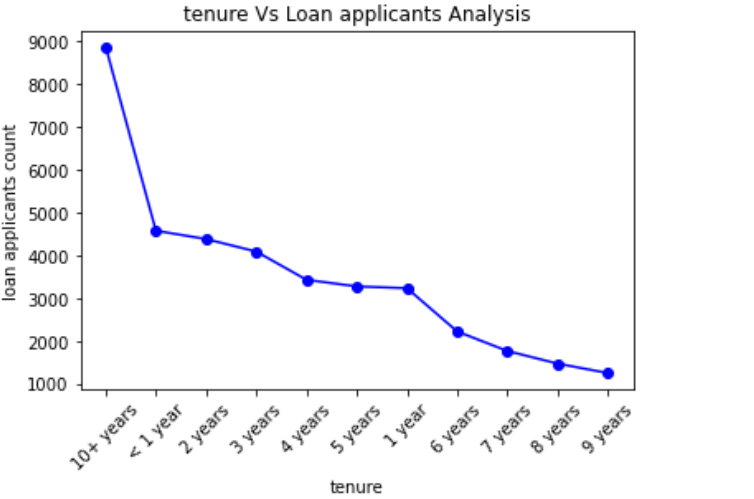 tenure Vs Loan applicants Analysis
9000
8000
7000
6000
5000
4000
3000
2000
1000
loan applicants count
10+ years
< 1 year
2 years
3 years
4 years
5 years
1 year
6 years
7 years
8 years
9 years
tenure